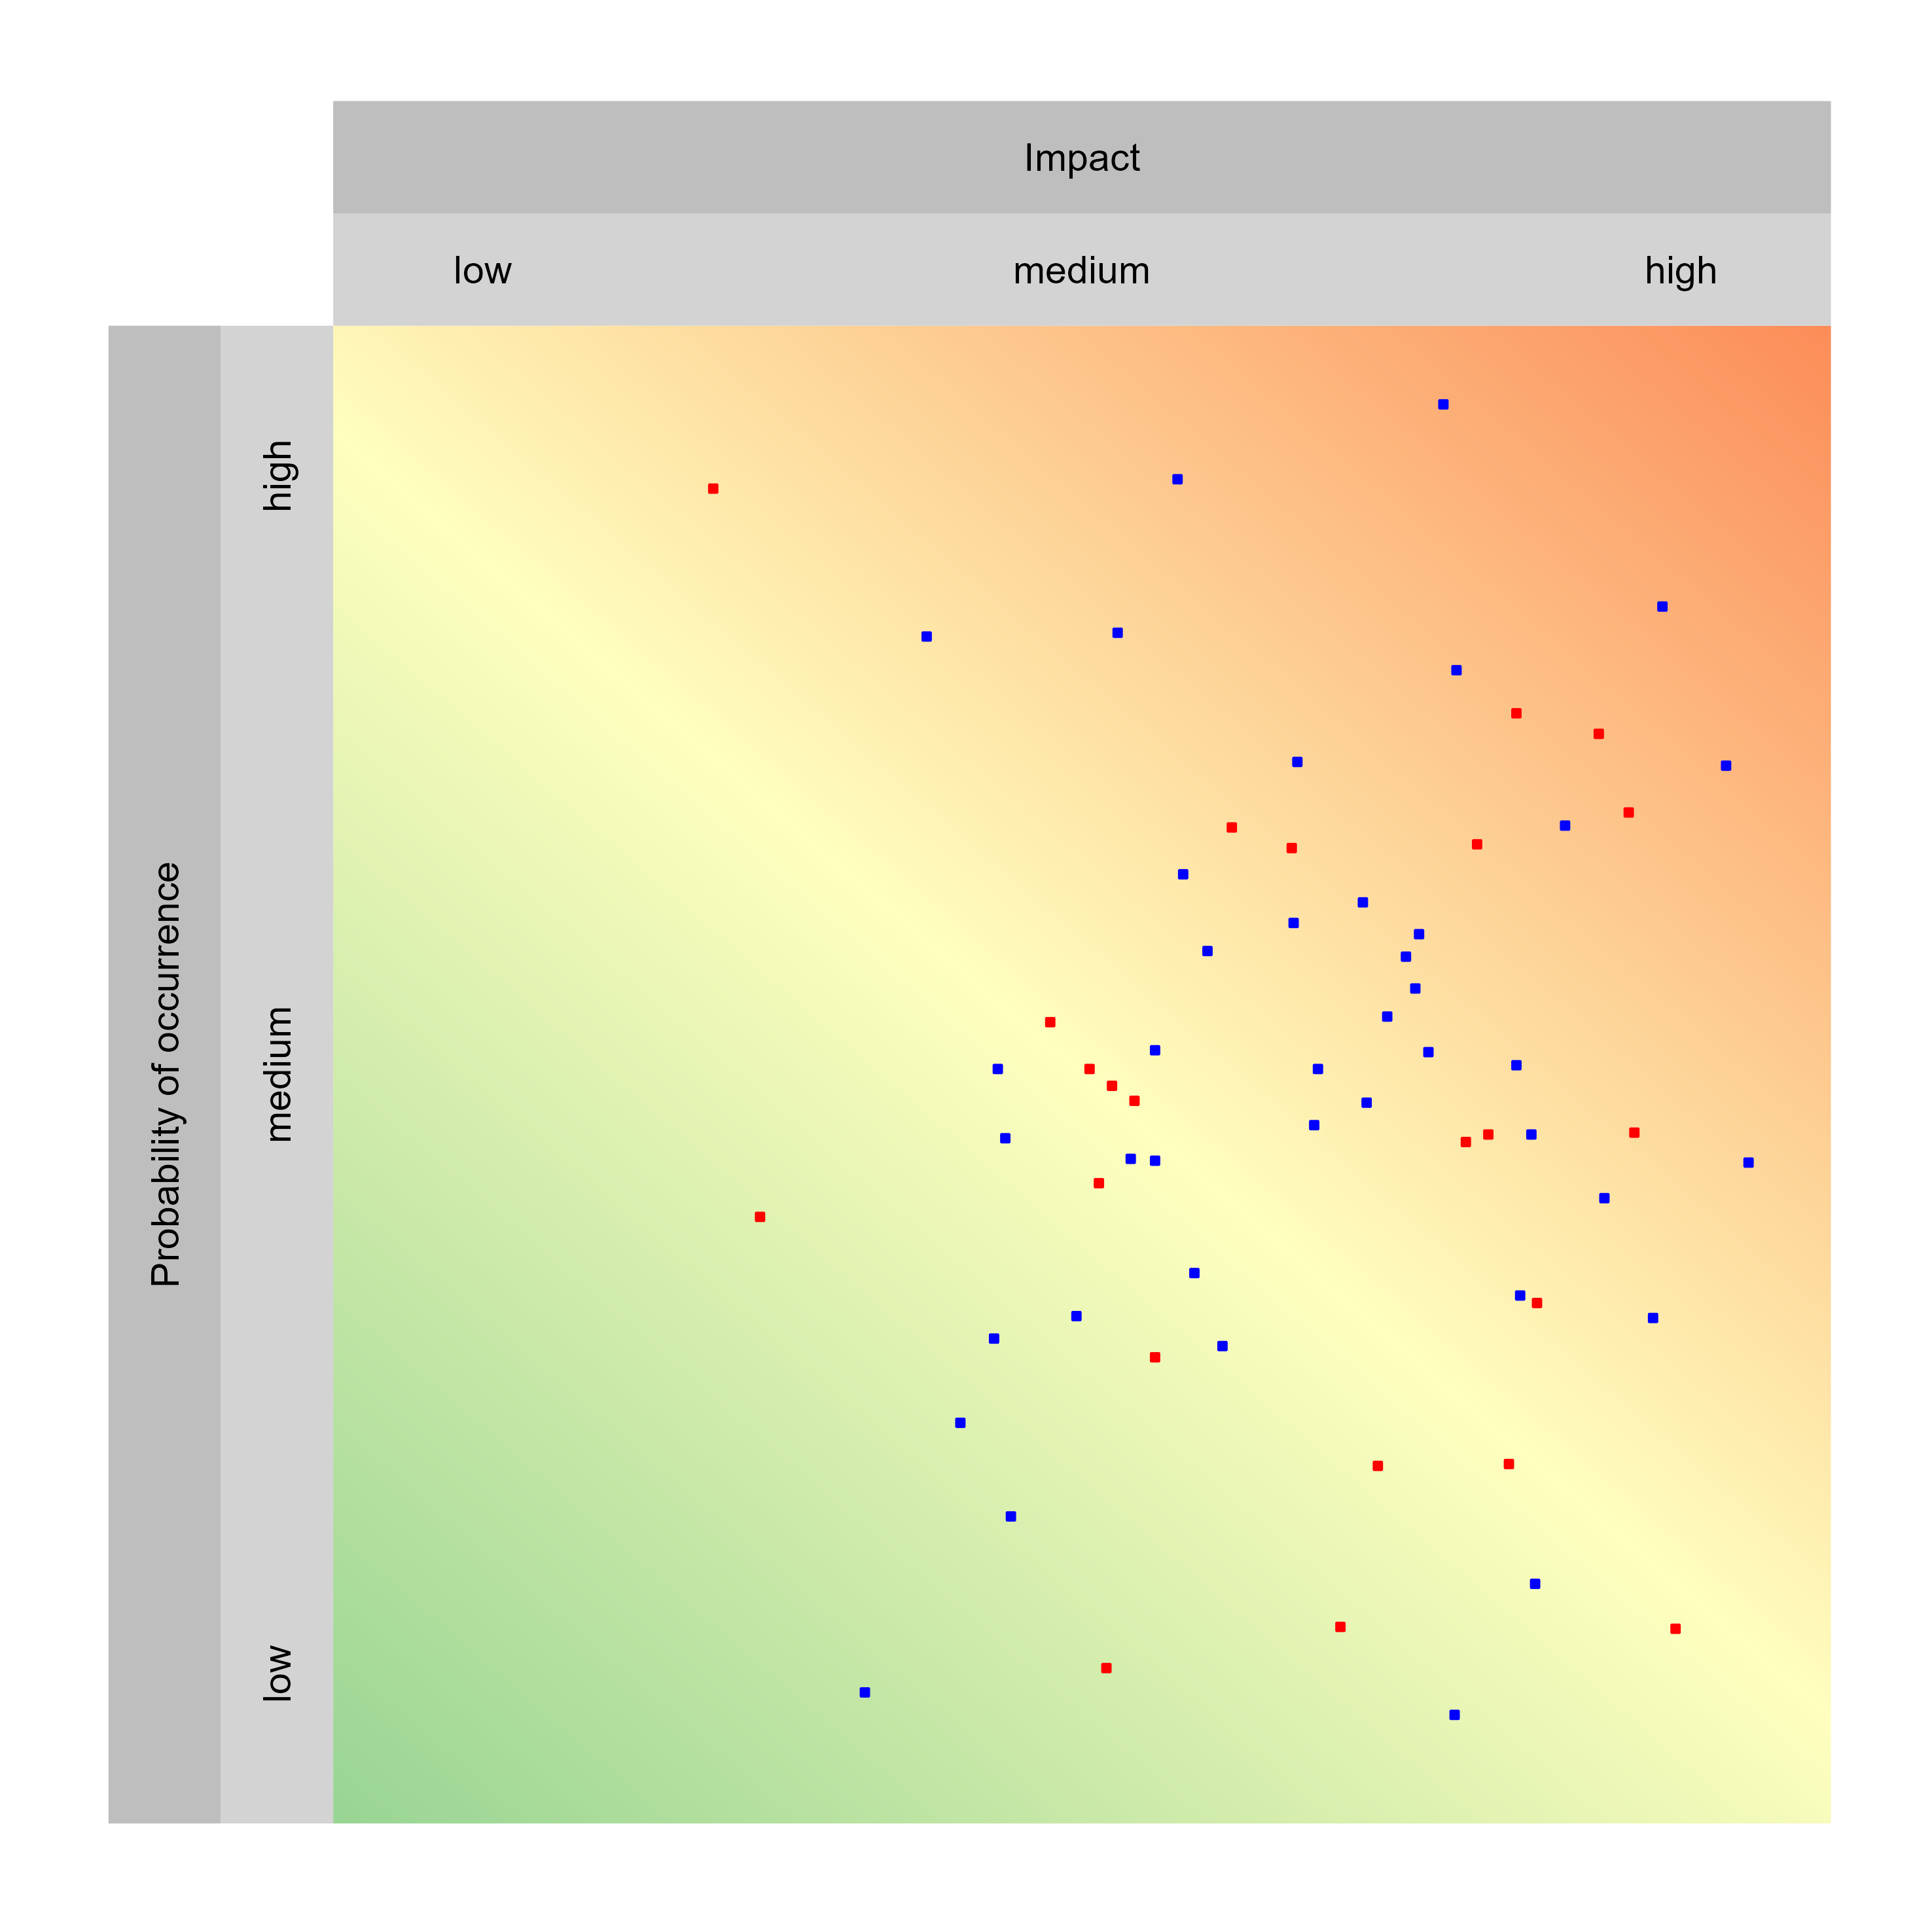 Impact
low medium high
Probability of occurrence
high
medium
low